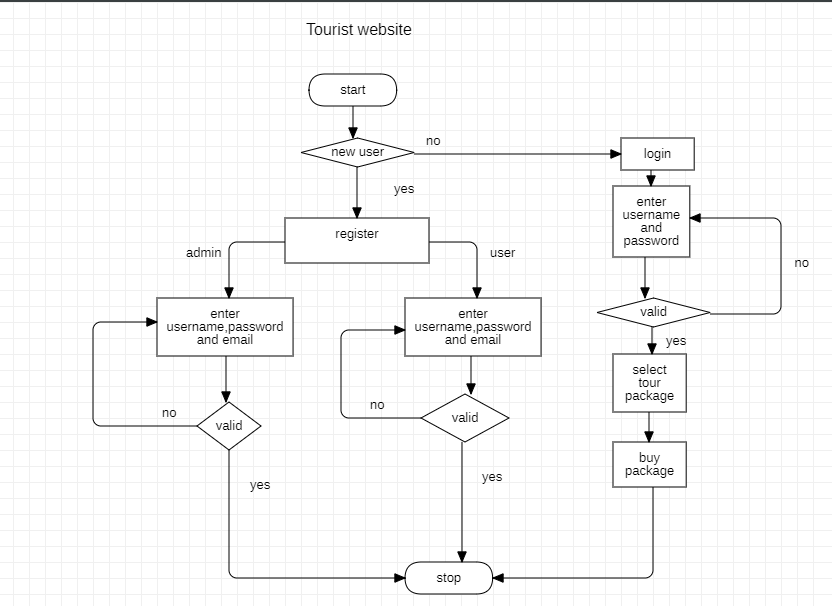 Tourist website
start
new user
no
login
yes
enter
username
and
password
register
admin
user
no
enter
username,password
and email
enter
username,password
and email
valid
yes
select
tour
package
no
valid
no
valid
buy
package
yes
yes
stop